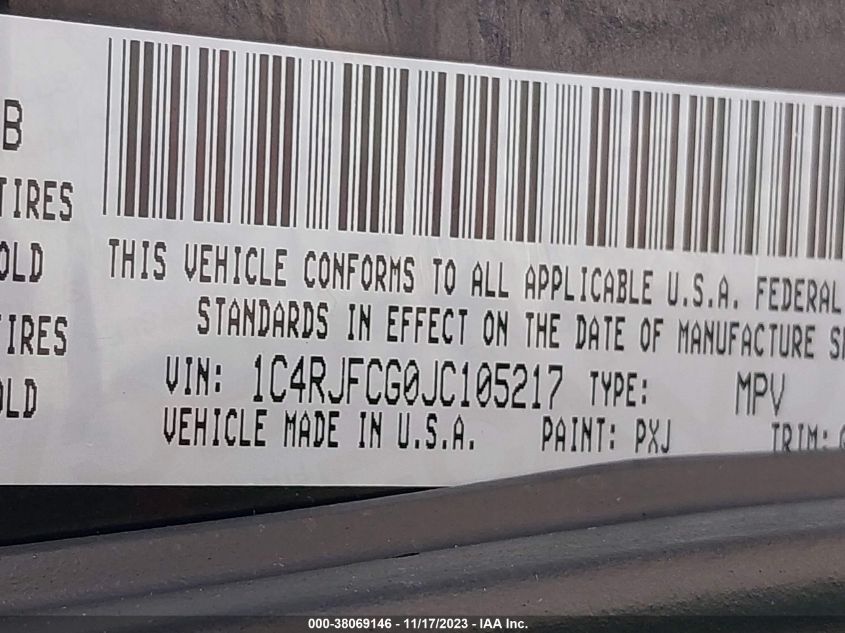 B
TIRES
OLD
TIRES
OLD
THIS VEHICLE CONFORMS TO ALL APPLICABLE U.S.A. FEDERAL
STANDARDS IN EFFECT ON THE DATE OF MANUFACTURE
VIN: 1C4RJFCG0JC105217 TYPE: MPV
VEHICLE MADE IN U.S.A. PAINT: PXJ TRIM:
000-38069146 - 11/17/2023 - IAA Inc.